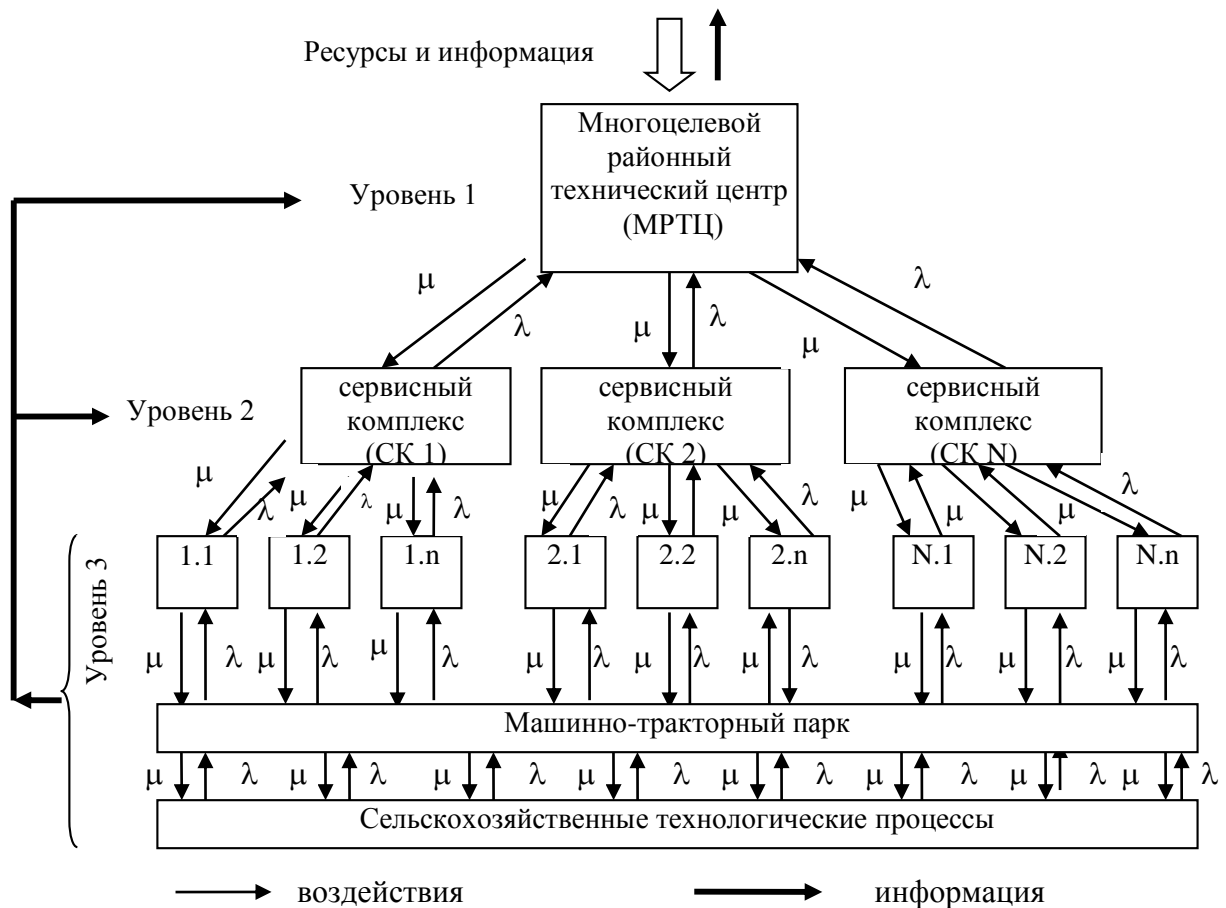 Ресурсы и информация
Многоцелевой
районный
технический центр
(МРТЦ)
Уровень 1
μ
λ
μ
λ
μ
λ
Уровень 2
сервисный
комплекс
(СК 1)
сервисный
комплекс
(СК 2)
сервисный
комплекс
(СК N)
μ
λ
μ
λ
μ
λ
μ
λ
μ
μ
λ
μ
μ
μ
λ
Уровень 3
1.1
1.2
1.n
2.1
2.2
2.n
N.1
N.2
N.n
μ
λ
μ
λ
μ
λ
μ
λ
μ
λ
μ
λ
μ
λ
μ
λ
μ
λ
Машинно-тракторный парк
μ
λ
μ
λ
μ
λ
μ
λ
μ
λ
μ
λ
μ
λ
μ
λ
Сельскохозяйственные технологические процессы
воздействия
информация